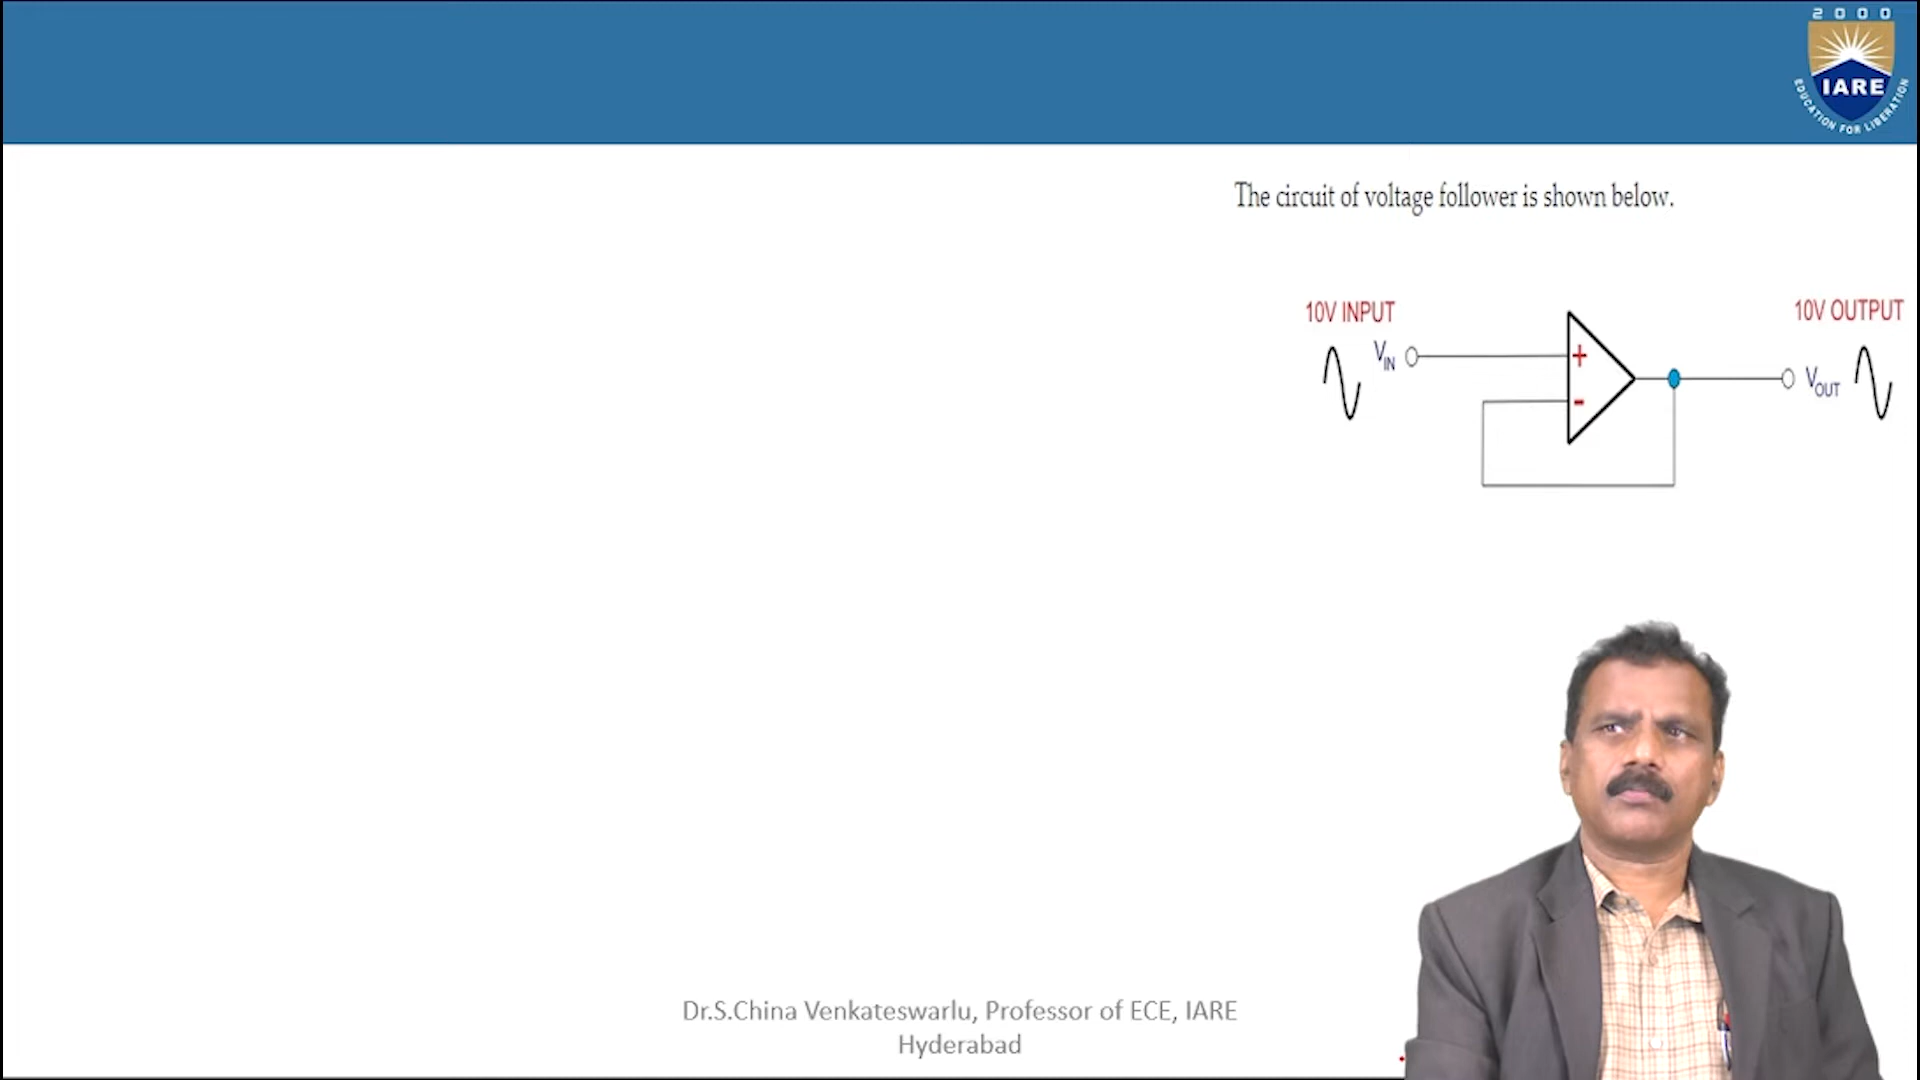 2000
IARE
EDUCATION FOR LIBERATION
The circuit of voltage follower is shown below.
10V INPUT
10V OUTPUT
VIN
+
-
VOUT
Dr.S.China Venkateswarlu, Professor of ECE, IARE
Hyderabad